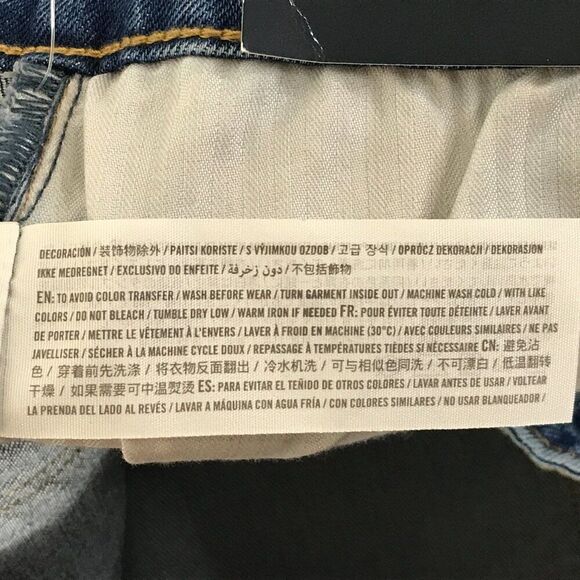 DECORACIÓN / 装饰物除外 / PAITSI KORISTE / S VÝJIMKOU OZDOB / 고급 장식 / OPRÓCZ DEKORACJI / DEKORASJON
IKKE MEDREGNET / EXCLUSIVO DO ENFEITE / دون زخرفة / 不包括飾物
EN: TO AVOID COLOR TRANSFER / WASH BEFORE WEAR / TURN GARMENT INSIDE OUT / MACHINE WASH COLD / WITH LIKE
COLORS / DO NOT BLEACH / TUMBLE DRY LOW / WARM IRON IF NEEDED FR: POUR ÉVITER TOUTE DÉTEINTE / LAVER AVANT
DE PORTER / METTRE LE VÊTEMENT À L'ENVERS / LAVER À FROID EN MACHINE (30°C) / AVEC COULEURS SIMILAIRES / NE PAS
JAVELLISER / SÉCHER À LA MACHINE CYCLE DOUX / REPASSAGE À TEMPÉRATURES TIÈDES SI NÉCESSAIRE CN: 避免沾
色 / 穿着前先洗涤 / 将衣物反面翻出 / 冷水机洗 / 可与相似色同洗 / 不可漂白 / 低温翻转
干燥 / 如果需要可中温熨烫 ES: PARA EVITAR EL TEÑIDO DE OTROS COLORES / LAVAR ANTES DE USAR / VOLTEAR
LA PRENDA DEL LADO AL REVÉS / LAVAR A MÁQUINA CON AGUA FRÍA / CON COLORES SIMILARES / NO USAR BLANQUEADOR /